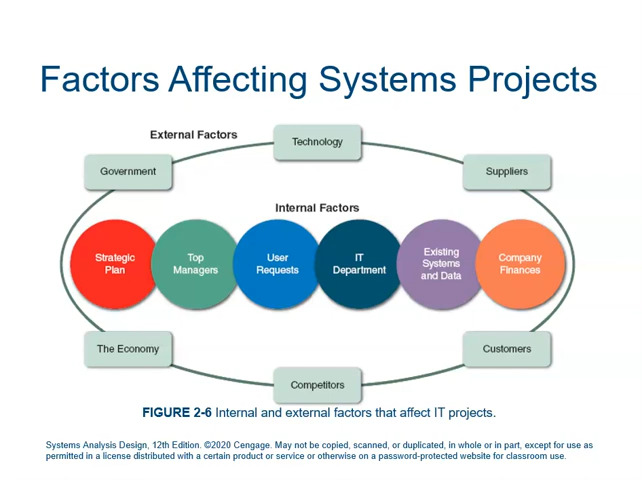 Factors Affecting Systems Projects
External Factors
Technology
Government
Suppliers
Internal Factors
Strategic
Plan
Top
Managers
User
Requests
IT
Department
Existing
Systems
and Data
Company
Finances
The Economy
Customers
Competitors
FIGURE 2-6 Internal and external factors that affect IT projects.
Systems Analysis Design, 12th Edition. ©2020 Cengage. May not be copied, scanned, or duplicated, in whole or in part, except for use as
permitted in a license distributed with a certain product or service or otherwise on a password-protected website for classroom use.